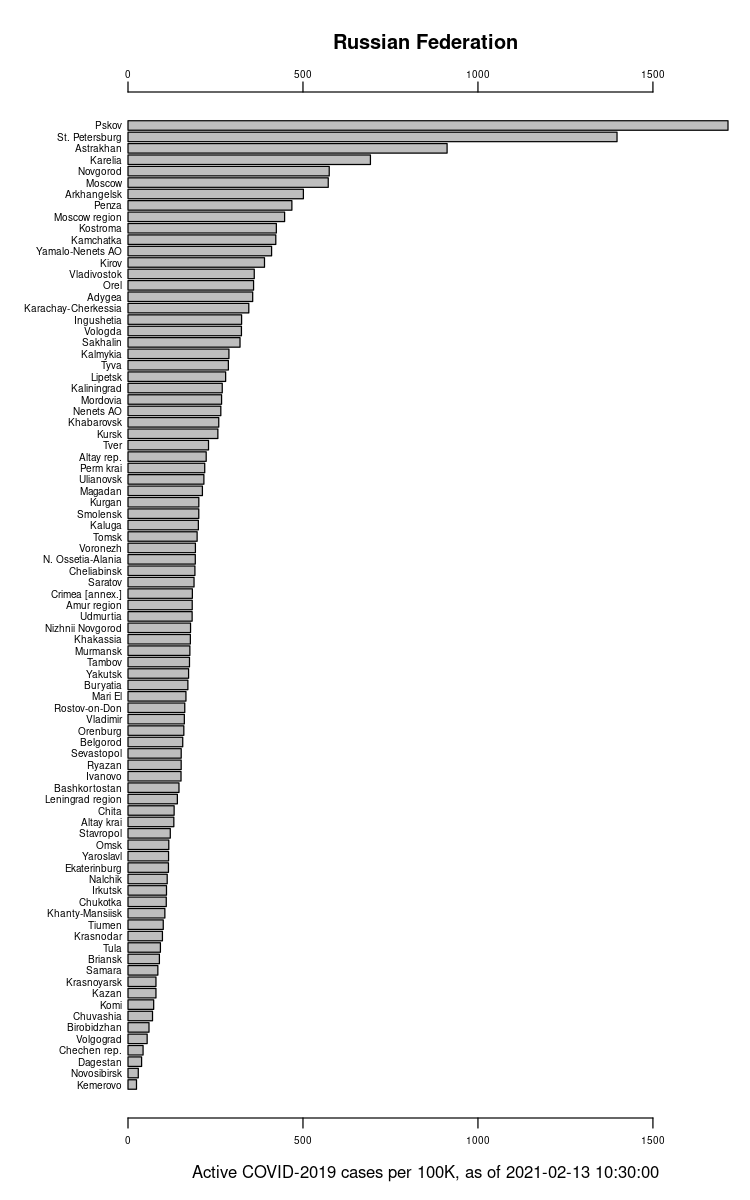 Russian Federation
0 500 1000 1500
Pskov
St. Petersburg
Astrakhan
Karelia
Novgorod
Moscow
Arkhangelsk
Penza
Moscow region
Kostroma
Kamchatka
Yamalo-Nenets AO
Kirov
Vladivostok
Orel
Adygea
Karachay-Cherkessia
Ingushetia
Vologda
Sakhalin
Kalmykia
Tyva
Lipetsk
Kaliningrad
Mordovia
Nenets AO
Khabarovsk
Kursk
Tver
Altay rep.
Perm krai
Ulianovsk
Magadan
Kurgan
Smolensk
Kaluga
Tomsk
Voronezh
N. Ossetia-Alania
Cheliabinsk
Saratov
Crimea [annex.]
Amur region
Udmurtia
Nizhnii Novgorod
Khakassia
Murmansk
Tambov
Yakutsk
Buryatia
Mari El
Rostov-on-Don
Vladimir
Orenburg
Belgorod
Sevastopol
Ryazan
Ivanovo
Bashkortostan
Leningrad region
Chita
Altay krai
Stavropol
Omsk
Yaroslavl
Ekaterinburg
Nalchik
Irkutsk
Chukotka
Khanty-Mansiisk
Tiumen
Krasnodar
Tula
Briansk
Samara
Krasnoyarsk
Kazan
Komi
Chuvashia
Birobidzhan
Volgograd
Chechen rep.
Dagestan
Novosibirsk
Kemerovo
0 500 1000 1500
Active COVID-2019 cases per 100K, as of 2021-02-13 10:30:00